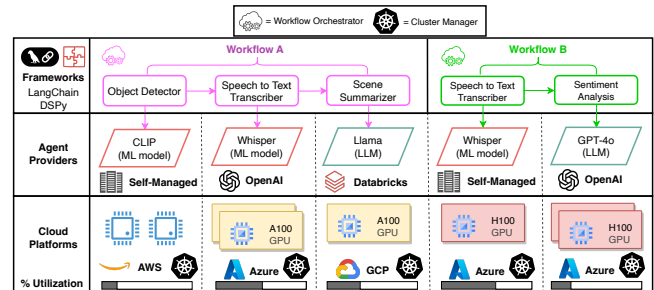 = Workflow Orchestrator
= Cluster Manager
Frameworks
LangChain
DSPy
Workflow A
Object Detector
Speech to Text
Transcriber
Scene
Summarizer
Workflow B
Speech to Text
Transcriber
Sentiment
Analysis
Agent
Providers
CLIP
(ML model)
Self-Managed
Whisper
(ML model)
OpenAI
Llama
(LLM)
Databricks
Whisper
(ML model)
Self-Managed
GPT-4o
(LLM)
OpenAI
Cloud
Platforms
AWS
A100
GPU
Azure
A100
GPU
GCP
H100
GPU
Azure
H100
GPU
Azure
% Utilization